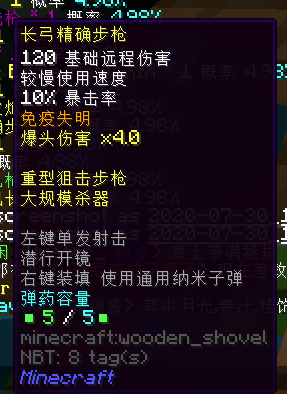 长弓精确步枪
120 基础远程伤害
较慢使用速度
10% 暴击率
免疫失明
爆头伤害 x4.0
重型狙击步枪
大规模杀器
左键单发射击
潜行开镜
右键装填 使用通用纳米子弹
弹药容量
■ 5 / 5 ■
minecraft:wooden_shovel
NBT: 8 tag(s)
Minecraft